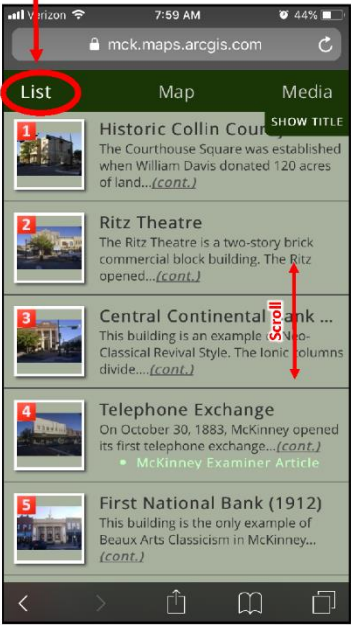 Verizon 7:59 AM 44%
mck.maps.arcgis.com
List Map Media
SHOW TITLE
1
Historic Collin
The Courthouse Square was established
when William Davis donated 120 acres
of land...(cont.)
2
Ritz Theatre
The Ritz Theatre is a two-story brick
commercial block building. The Ritz
opened...(cont.)
3
Central Continental ...
This building is an example Neo-
Classical Revival Style. The Ionic columns
divide....(cont.)
Scroll
4
Telephone Exchange
On October 30, 1883, McKinney opened
its first telephone exchange...(cont.)
• McKinney Examiner Article
5
First National Bank (1912)
This building is the only example of
Beaux Arts Classicism in McKinney...
(cont.)